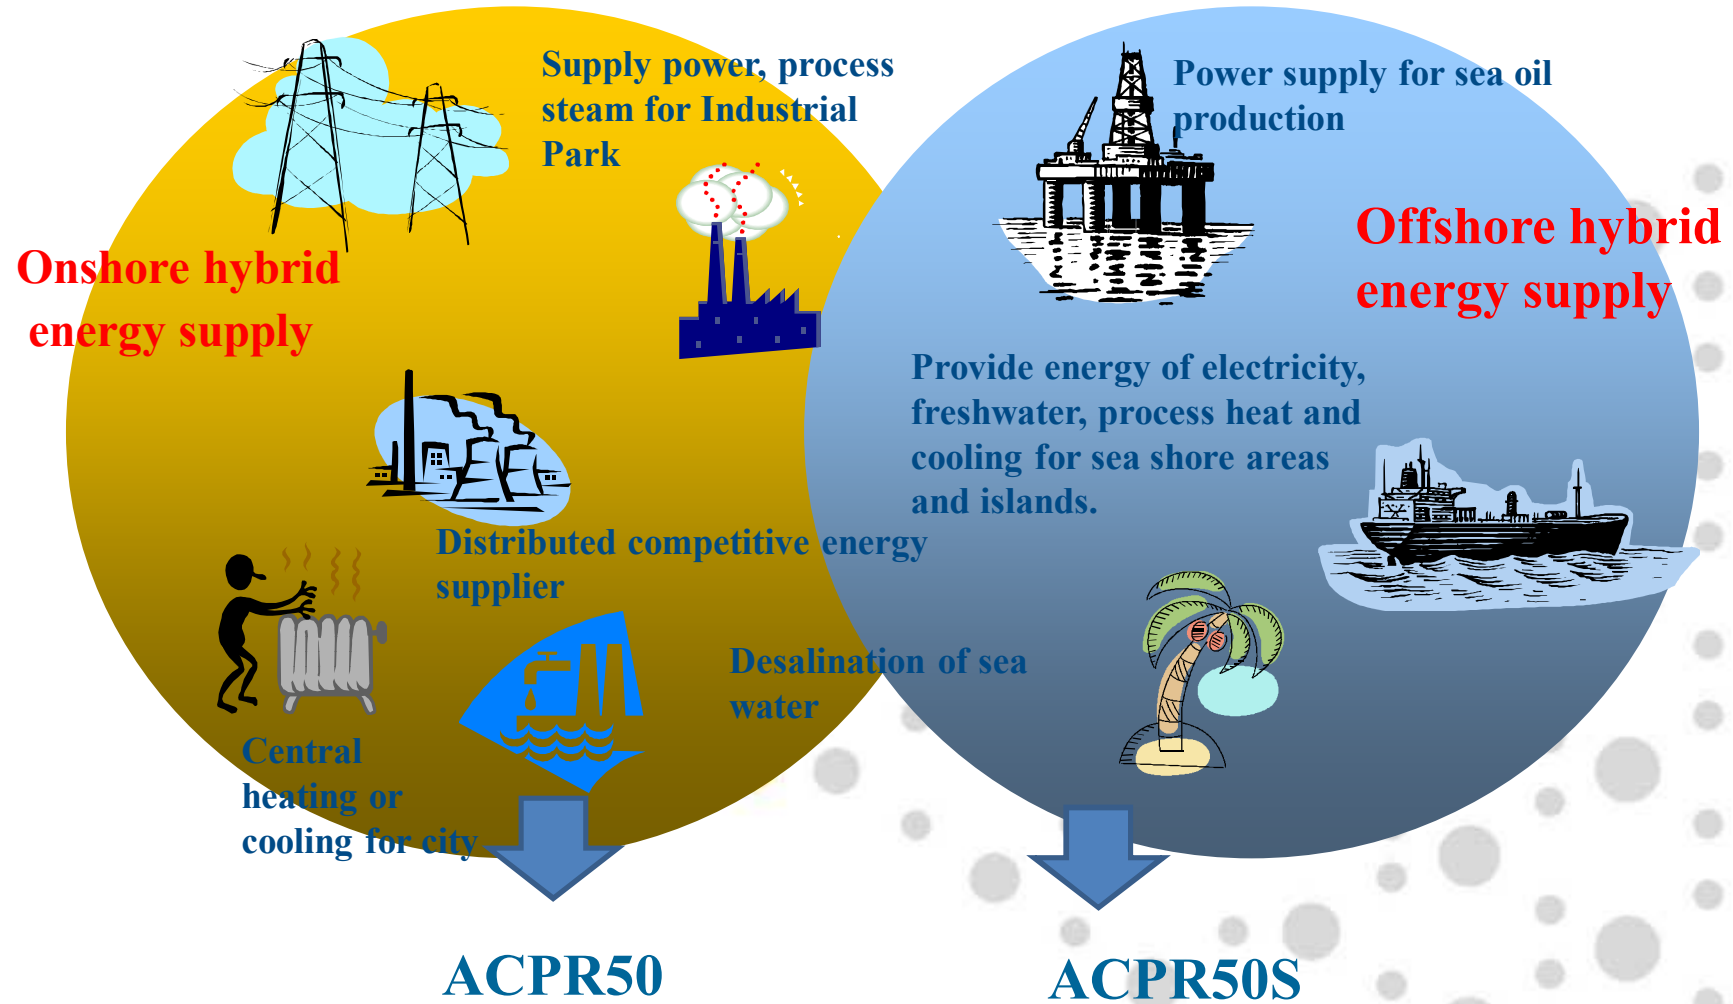 Supply power, process
steam for Industrial
Park
Onshore hybrid
energy supply
Distributed competitive energy
supplier
Desalination of sea
water
Central
heating or
cooling for city
ACPR50
Power supply for sea oil
production
Offshore hybrid
energy supply
Provide energy of electricity,
freshwater, process heat and
cooling for sea shore areas
and islands.
ACPR50S